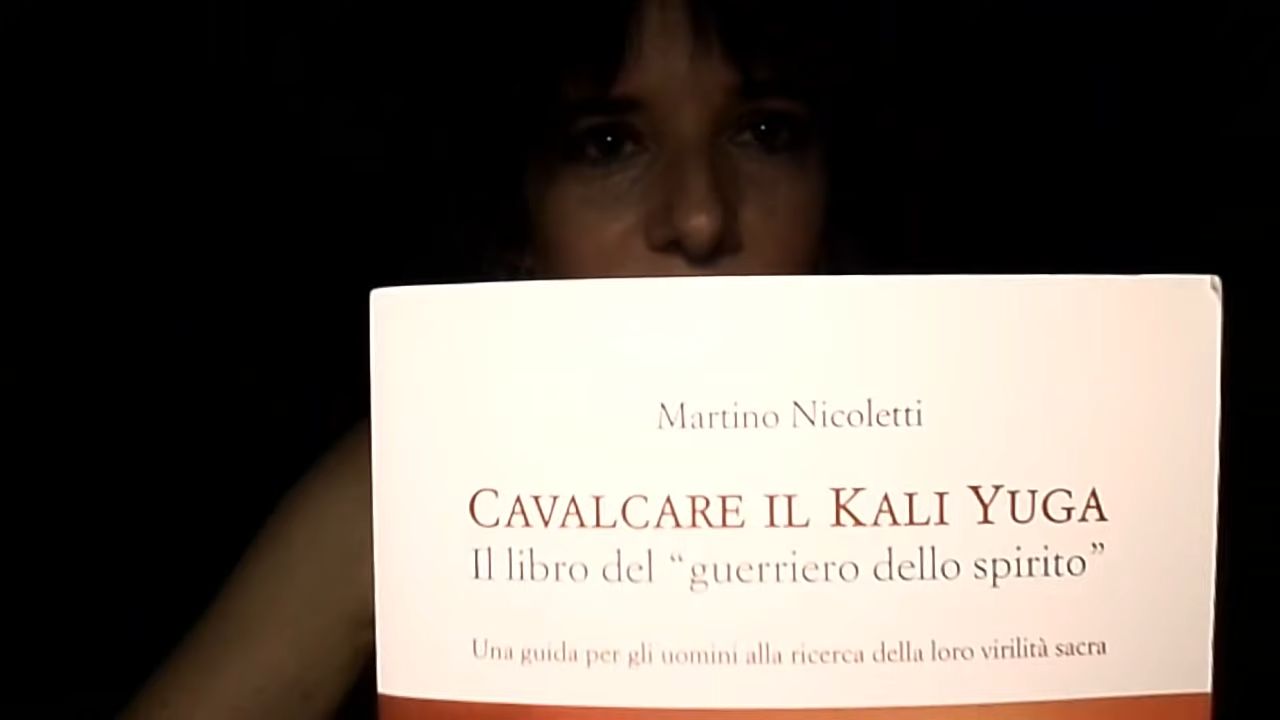 Martino Nicoletti
CAVALCARE IL KALI YUGA
Il libro del “guerriero dello spirito”
Una guida per gli uomini alla ricerca della loro virilità sacra